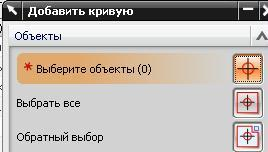 Добавить кривую
Объекты
* Выберите объекты (0)
Выбрать все
Обратный выбор